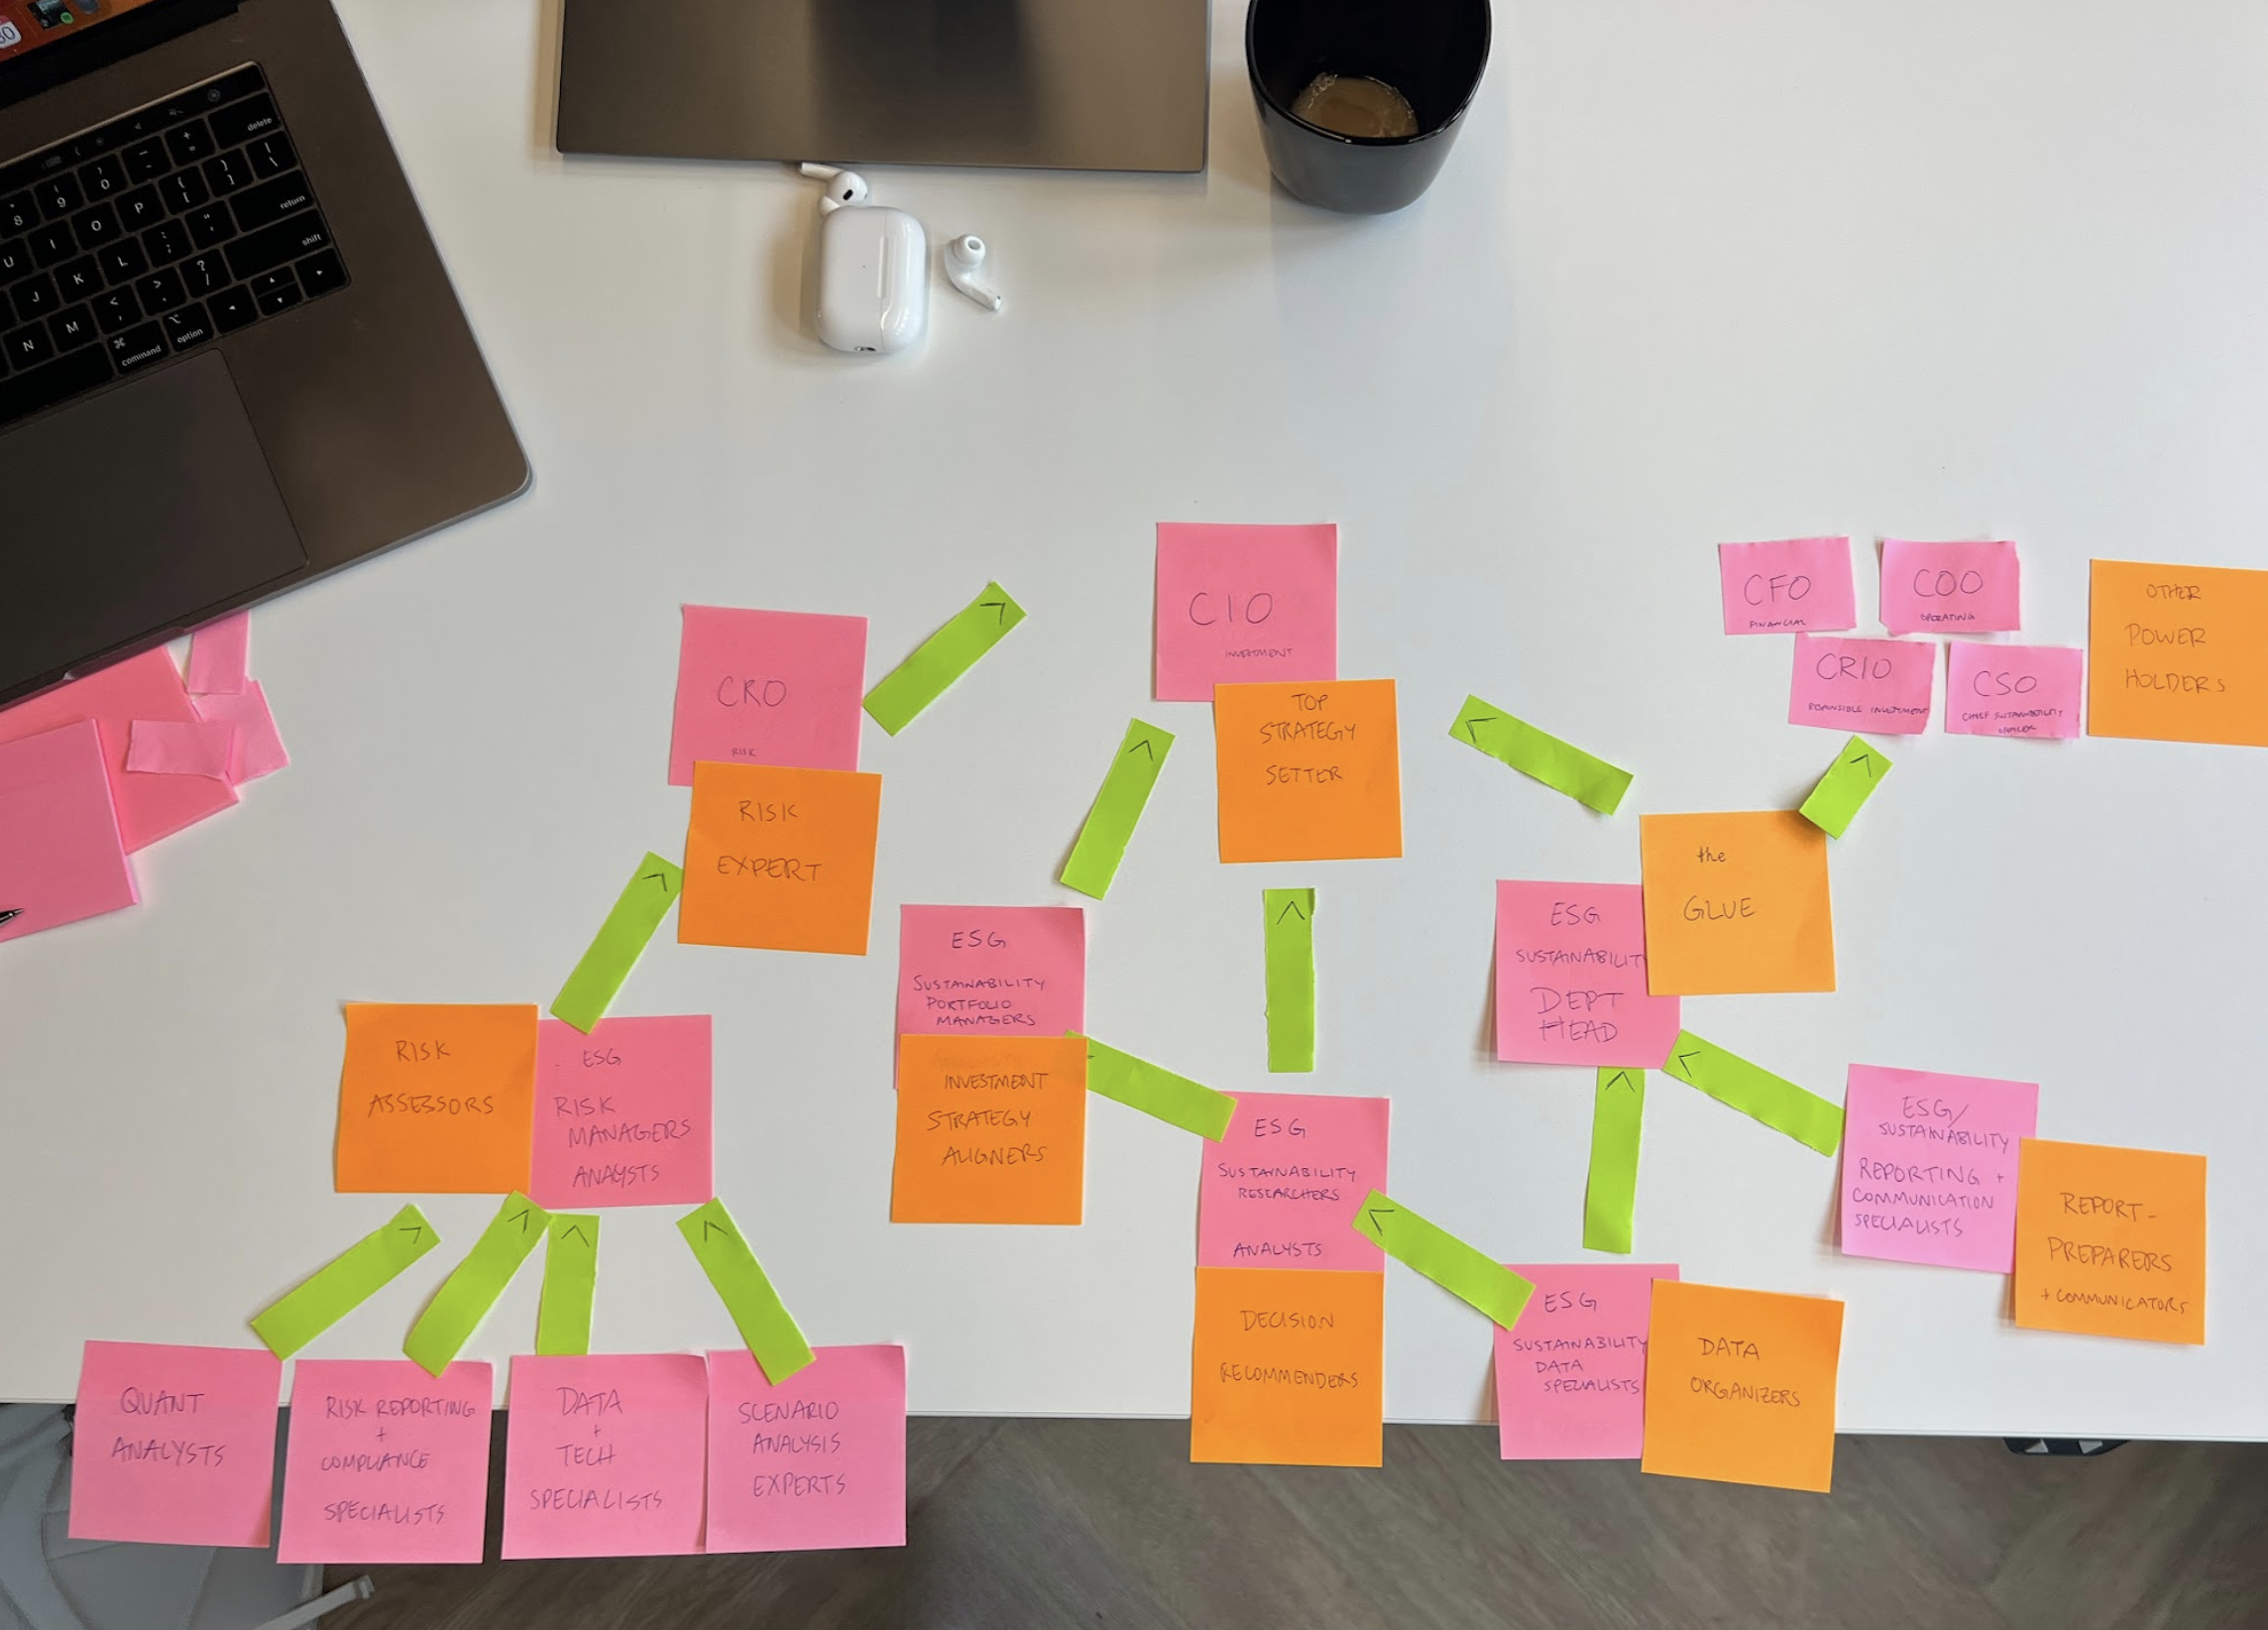 delete
return
shift
command
option
CIO
INVESTMENT
TOP
STRATEGY
SETTER
CRO
RISK
RISK
EXPERT
CFO
FINANCIAL
COO
OPERATING
CRIO
RESPONSIBLE INVESTMENT
CSO
CHIEF SUSTAINABILITY
OFFICER
OTHER
POWER
HOLDERS
the
GLUE
ESG
SUSTAINABILITY
DEPT
HEAD
ESG
SUSTAINABILITY
PORTFOLIO
MANAGERS
INVESTMENT
STRATEGY
ALIGNERS
RISK
ASSESSORS
ESG
RISK
MANAGERS
ANALYSTS
ESG
SUSTAINABILITY
RESEARCHERS
ANALYSTS
DECISION
RECOMMENDERS
ESG/
SUSTAINABILITY
REPORTING +
COMMUNICATION
SPECIALISTS
REPORT-
PREPARERS
+ COMMUNICATORS
ESG
SUSTAINABILITY
DATA
SPECIALISTS
DATA
ORGANIZERS
QUANT
ANALYSTS
RISK REPORTING
+
COMPLIANCE
SPECIALISTS
DATA
+
TECH
SPECIALISTS
SCENARIO
ANALYSIS
EXPERTS